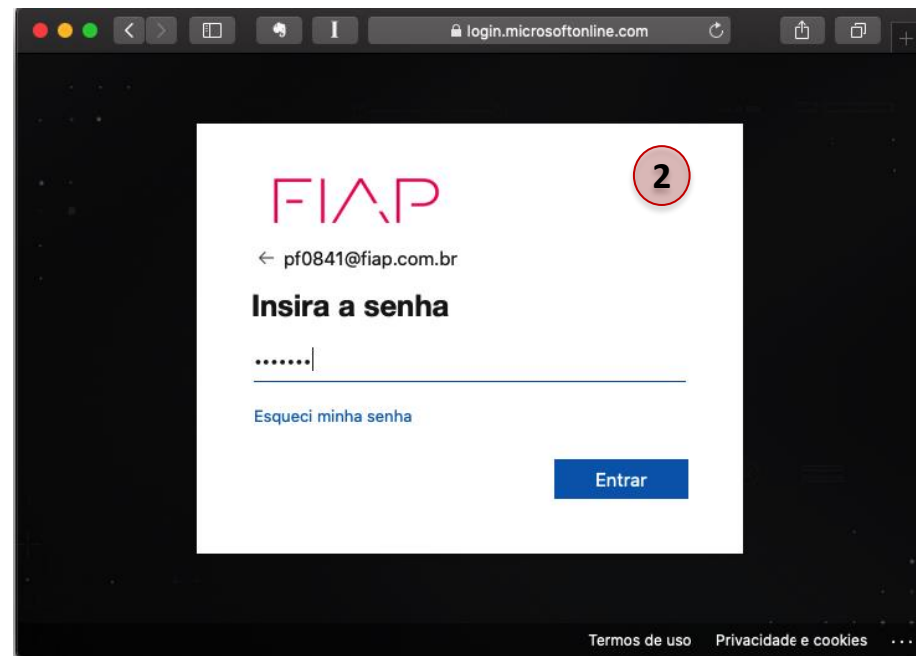 login.microsoftonline.com
2
FIAP
← pf0841@fiap.com.br
Insira a senha
•••••••
Esqueci minha senha
Entrar
Termos de uso Privacidade e cookies ...